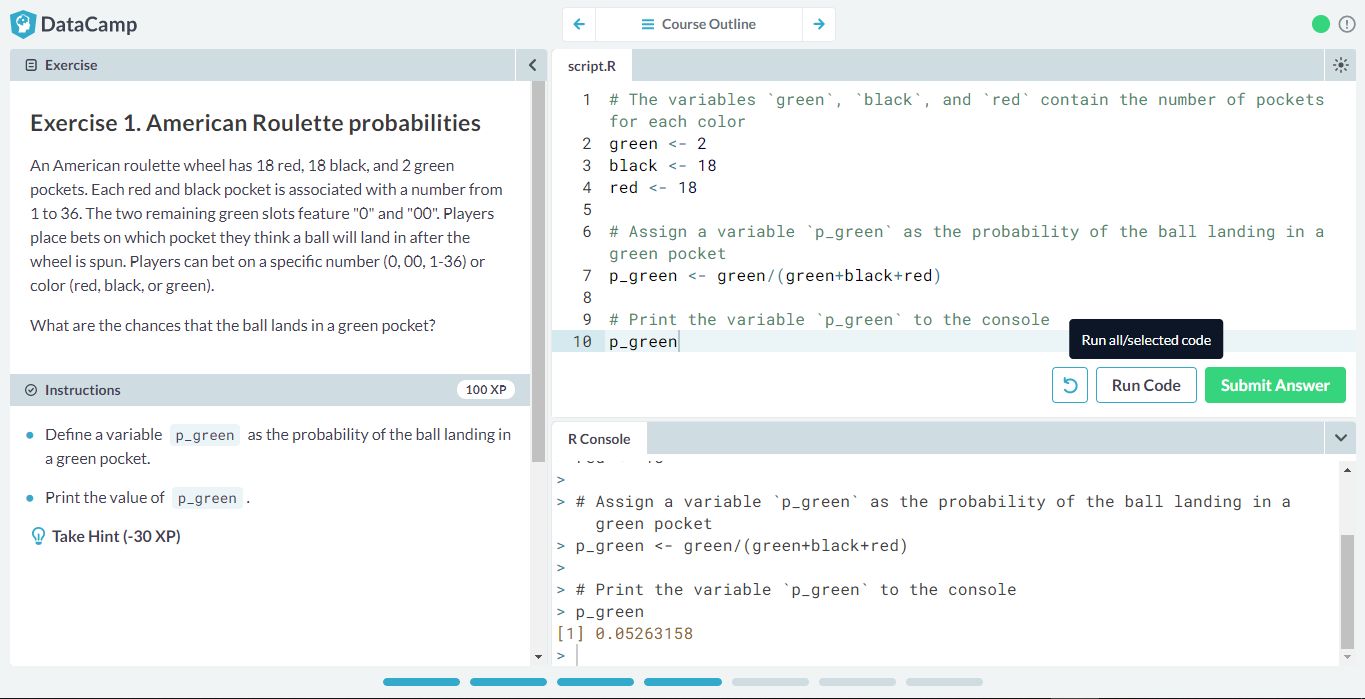 DataCamp
Course Outline
Exercise
Exercise 1. American Roulette probabilities
An American roulette wheel has 18 red, 18 black, and 2 green
pockets. Each red and black pocket is associated with a number from
1 to 36. The two remaining green slots feature "0" and "00". Players
place bets on which pocket they think a ball will land in after the
wheel is spun. Players can bet on a specific number (0, 00, 1-36) or
color (red, black, or green).
What are the chances that the ball lands in a green pocket?
Instructions
100 XP
Define a variable p_green as the probability of the ball landing in
a green pocket.
Print the value of p_green .
Take Hint (-30 XP)
script.R
1 # The variables `green`, `black`, and `red` contain the number of pockets
for each color
2 green <- 2
3 black <- 18
4 red <- 18
5
6 # Assign a variable `p_green` as the probability of the ball landing in a
green pocket
7 p_green <- green/(green+black+red)
8
9 # Print the variable `p_green` to the console
10 p_green
Run all/selected code
Run Code
Submit Answer
R Console
>
> # Assign a variable `p_green` as the probability of the ball landing in a
green pocket
> p_green <- green/(green+black+red)
>
> # Print the variable `p_green` to the console
> p_green
[1] 0.05263158
>